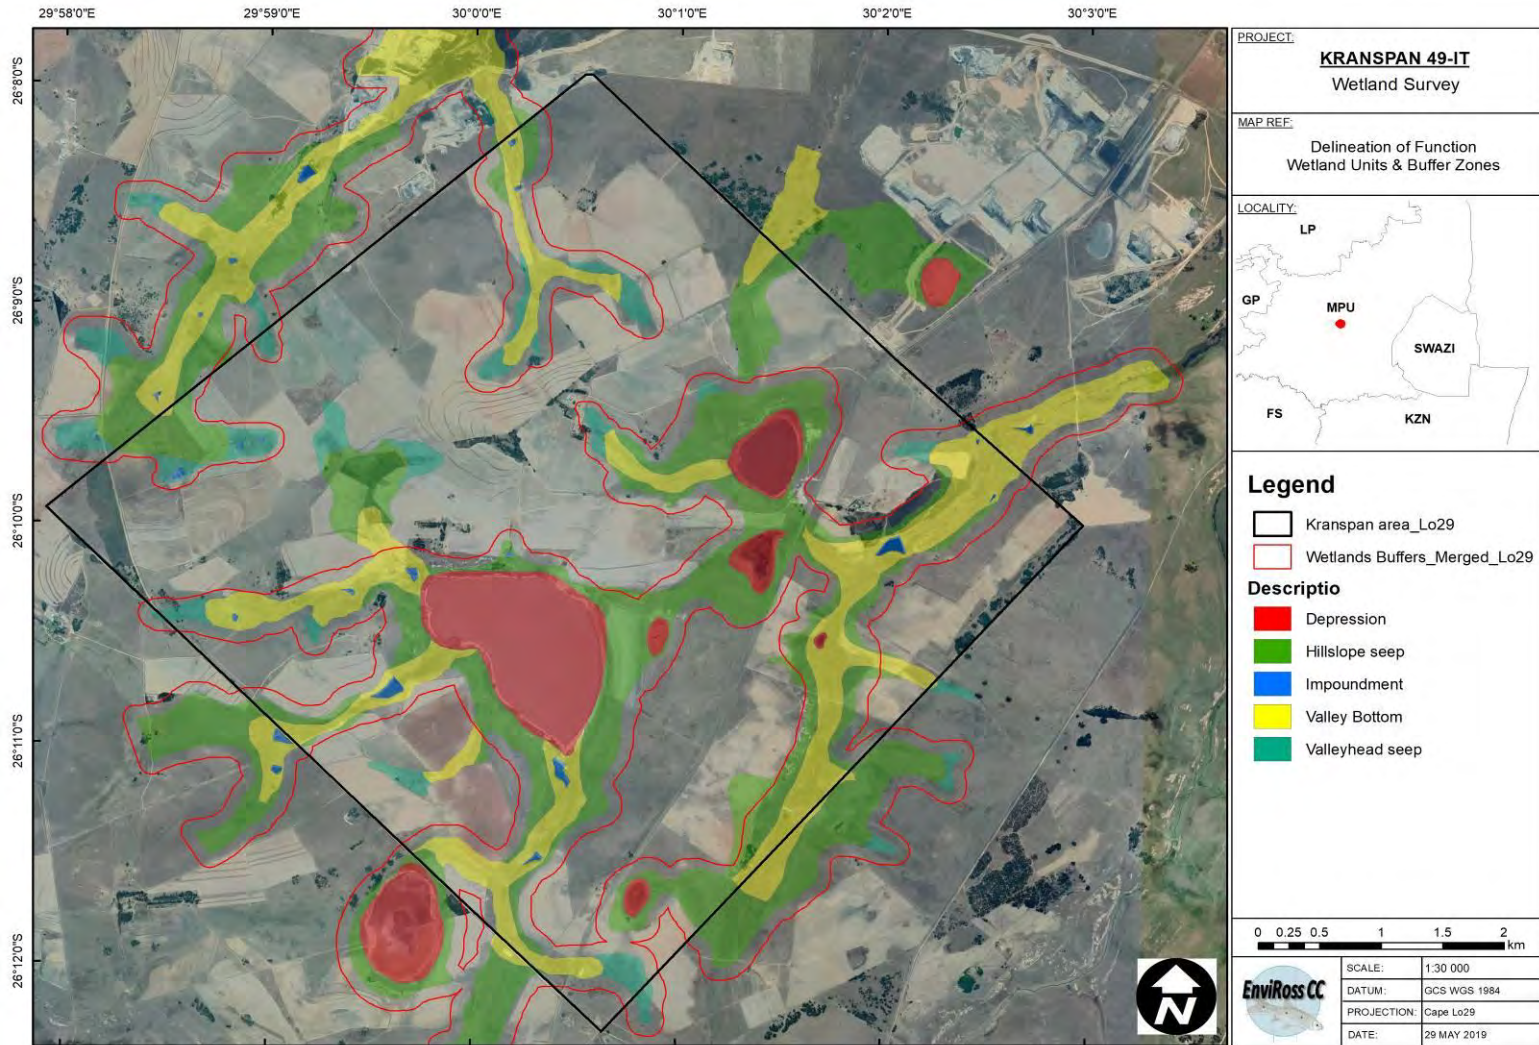 29°58'0"E 29°59'0"E 30°0'0"E 30°1'0"E 30°2'0"E 30°3'0"E
26°8'0"S
26°9'0"S
26°10'0"S
26°11'0"S
26°12'0"S
N
PROJECT:
KRANSPAN 49-IT
Wetland Survey
MAP REF:
Delineation of Function
Wetland Units & Buffer Zones
LOCALITY:
LP
GP
MPU
SWAZI
FS
KZN
Legend
Kranspan area_Lo29
Wetlands Buffers_Merged_Lo29
Descriptio
Depression
Hillslope seep
Impoundment
Valley Bottom
Valleyhead seep
0 0.25 0.5 1 1.5 2
km
EnviRoss CC
SCALE: 1:30 000
DATUM: GCS WGS 1984
PROJECTION: Cape Lo29
DATE: 29 MAY 2019